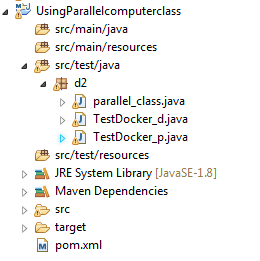 UsingParallelcomputerclass
src/main/java
src/main/resources
src/test/java
d2
parallel_class.java
TestDocker_d.java
TestDocker_p.java
src/test/resources
JRE System Library [JavaSE-1.8]
Maven Dependencies
src
target
pom.xml